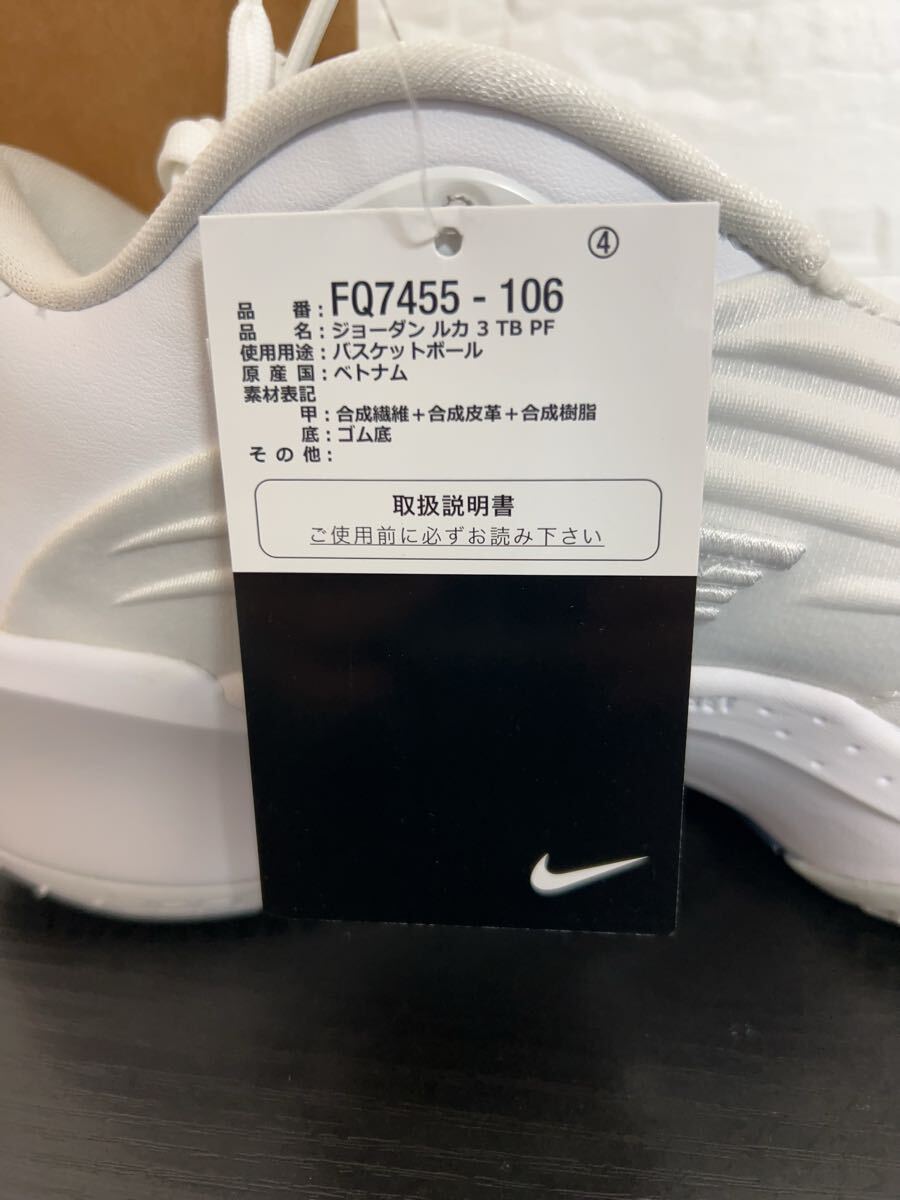 ④
品番：FQ7455 - 106
品名：ジョーダン ルカ 3 TB PF
使用用途：バスケットボール
原産国：ベトナム
素材表記
甲：合成繊維＋合成皮革＋合成樹脂
底：ゴム底
その他：
取扱説明書
ご使用前に必ずお読み下さい